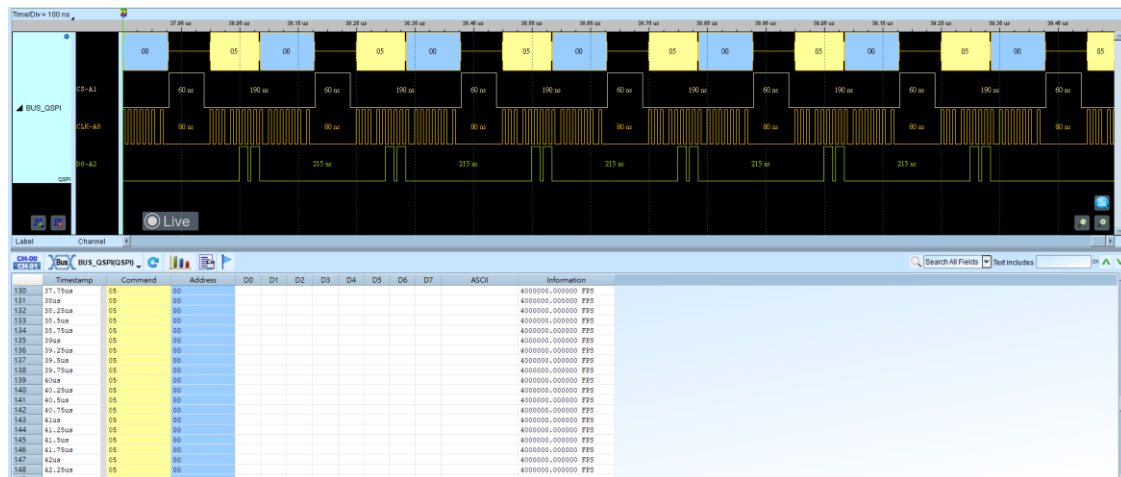 Time/Div = 100 ns
37.95 us 38.05 us 38.15 us 38.25 us 38.35 us 38.45 us 38.55 us 38.65 us 38.75 us 38.85 us 38.95 us 39.05 us 39.15 us 39.25 us 39.35 us 39.45 us
00 05 00 05 00 05 00 05 00 05 00 05 00 05
BUS_QSPI
CS-A1 60 ns 190 ns 60 ns 190 ns 60 ns 190 ns 60 ns 190 ns 60 ns 190 ns 60 ns 190 ns 60 ns
CLK-A0 80 ns 80 ns 80 ns 80 ns 80 ns 80 ns 80 ns
D0-A2 215 ns 215 ns 215 ns 215 ns 215 ns
QSPI
Live
Label Channel
CH-00 CH-01 Bus BUS_QSPI(QSPI) Search All Fields Text includes
Timestamp Command Address D0 D1 D2 D3 D4 D5 D6 D7 ASCII Information
130 37.75us 05 00 4000000.000000 FPS
131 38us 05 00 4000000.000000 FPS
132 38.25us 05 00 4000000.000000 FPS
133 38.5us 05 00 4000000.000000 FPS
134 38.75us 05 00 4000000.000000 FPS
135 39us 05 00 4000000.000000 FPS
136 39.25us 05 00 4000000.000000 FPS
137 39.5us 05 00 4000000.000000 FPS
138 39.75us 05 00 4000000.000000 FPS
139 40us 05 00 4000000.000000 FPS
140 40.25us 05 00 4000000.000000 FPS
141 40.5us 05 00 4000000.000000 FPS
142 40.75us 05 00 4000000.000000 FPS
143 41us 05 00 4000000.000000 FPS
144 41.25us 05 00 4000000.000000 FPS
145 41.5us 05 00 4000000.000000 FPS
146 41.75us 05 00 4000000.000000 FPS
147 42us 05 00 4000000.000000 FPS
148 42.25us 05 00 4000000.000000 FPS